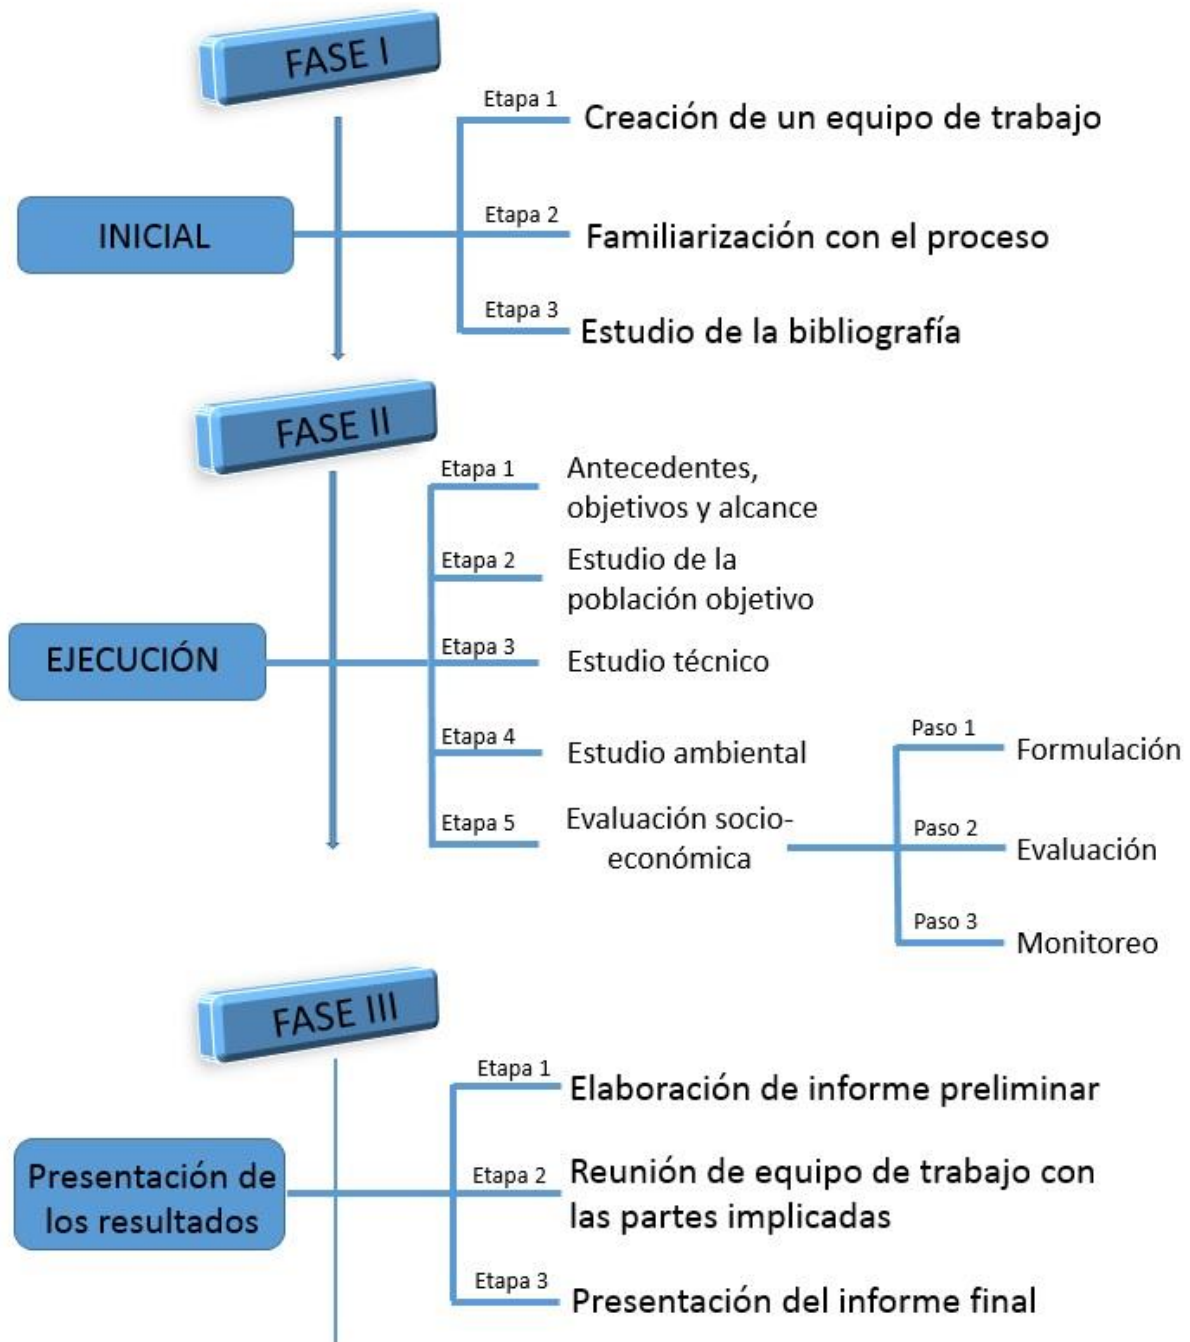 FASE I
Etapa 1
Creación de un equipo de trabajo
INICIAL
Etapa 2
Familiarización con el proceso
Etapa 3
Estudio de la bibliografía
FASE II
Etapa 1
Antecedentes,
objetivos y alcance
Etapa 2
Estudio de la
población objetivo
EJECUCIÓN
Etapa 3
Estudio técnico
Etapa 4
Estudio ambiental
Etapa 5
Evaluación socio-
económica
Paso 1
Formulación
Paso 2
Evaluación
Paso 3
Monitoreo
FASE III
Etapa 1
Elaboración de informe preliminar
Presentación de
los resultados
Etapa 2
Reunión de equipo de trabajo con
las partes implicadas
Etapa 3
Presentación del informe final